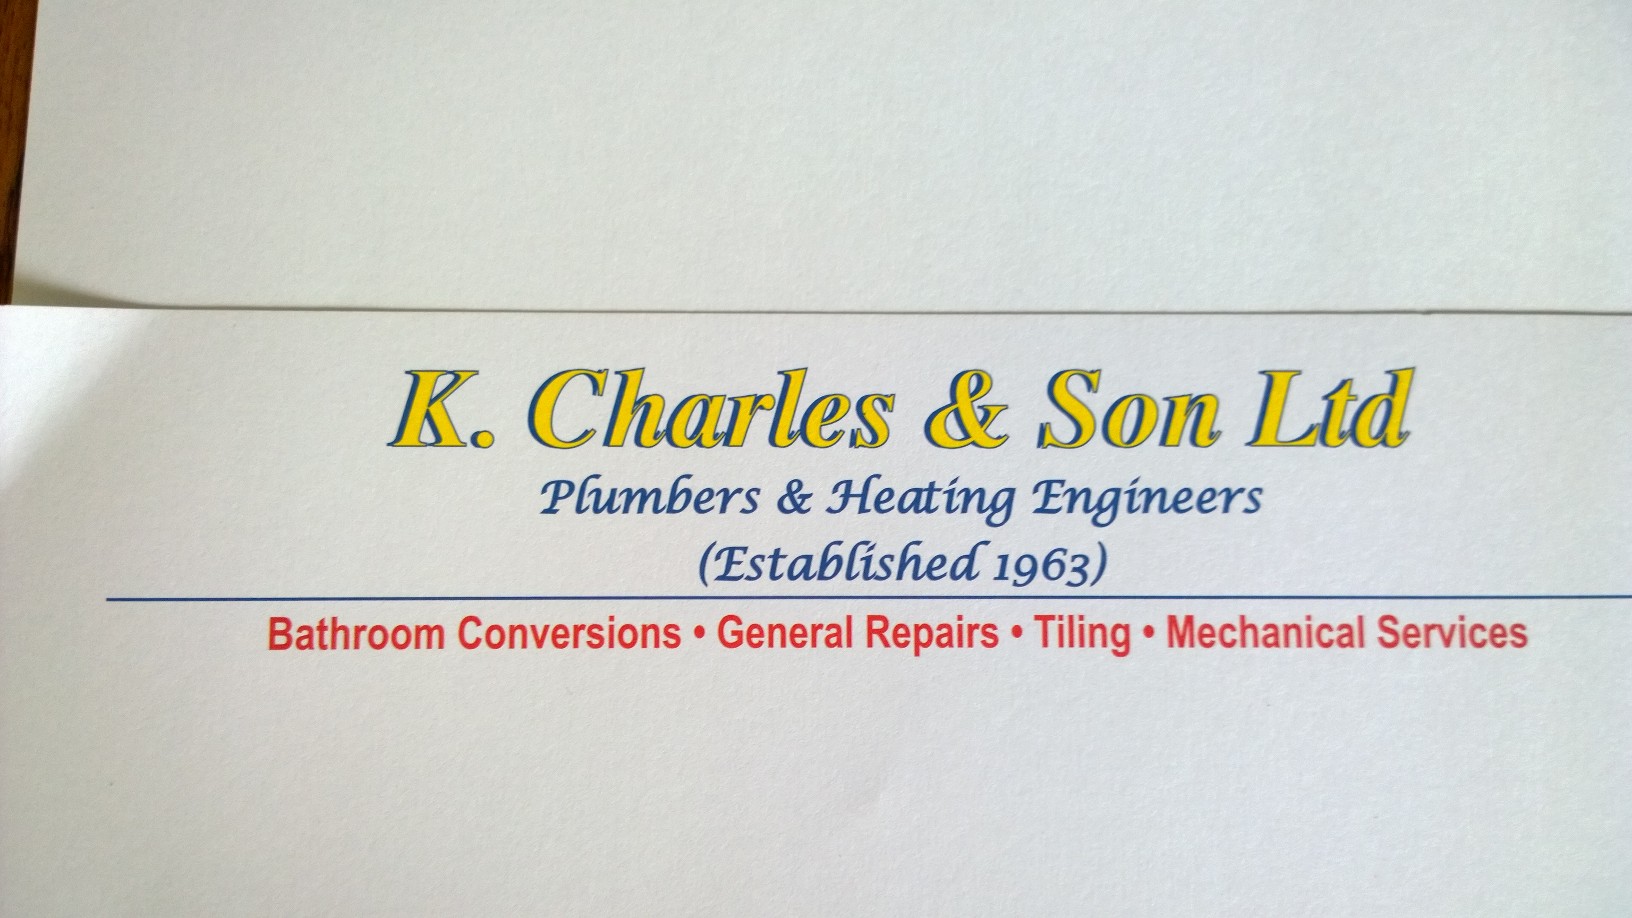 K. Charles & Son Ltd
Plumbers & Heating Engineers
(Established 1963)
Bathroom Conversions • General Repairs • Tiling • Mechanical Services